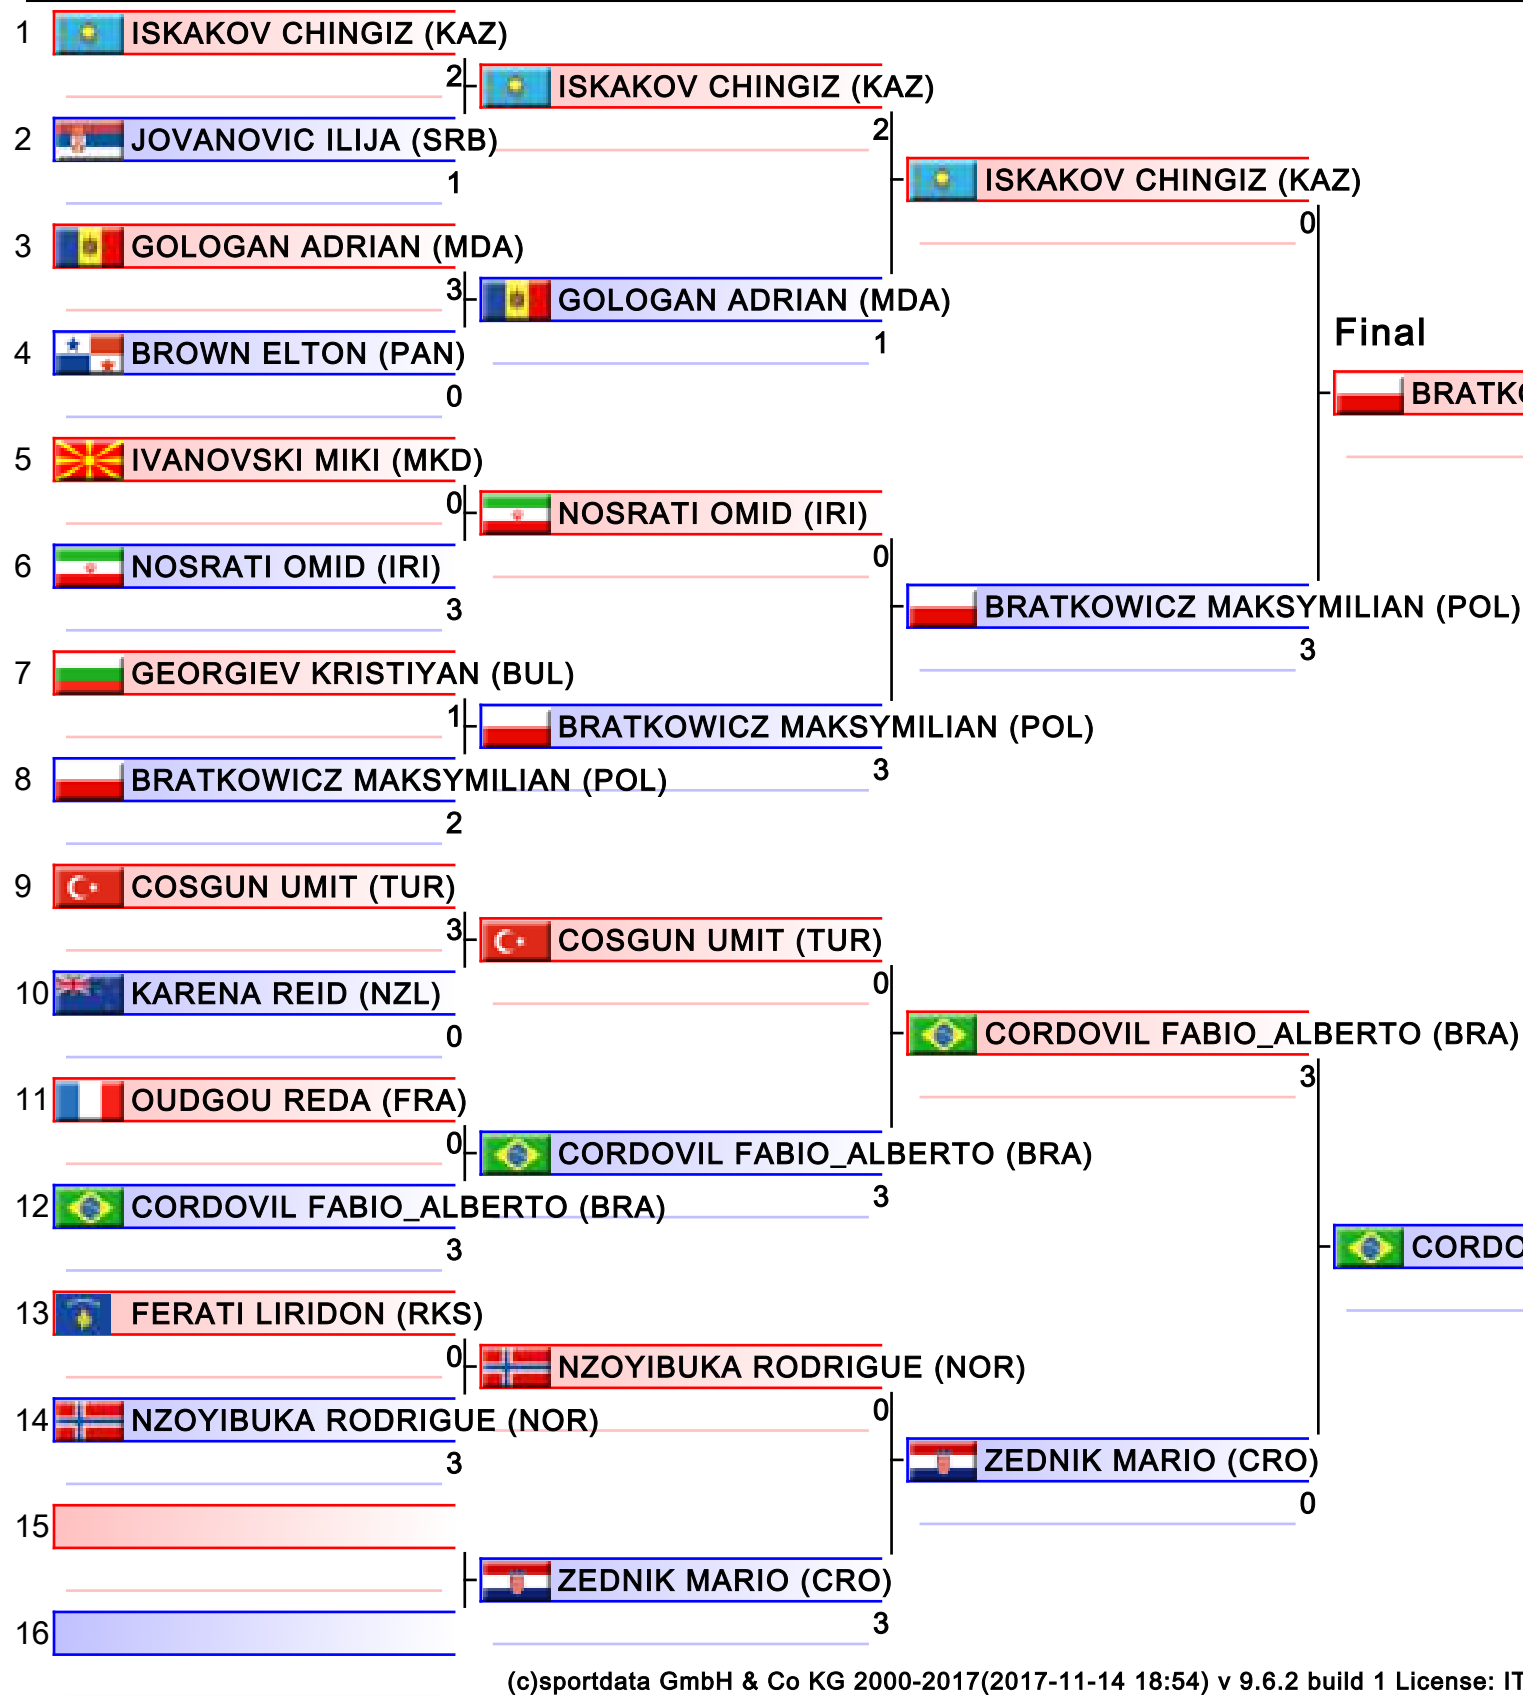 1 ISKAKOV CHINGIZ (KAZ)
2 ISKAKOV CHINGIZ (KAZ)
2 JOVANOVIC ILIJA (SRB)
2
1
ISKAKOV CHINGIZ (KAZ)
0
3 GOLOGAN ADRIAN (MDA)
3 GOLOGAN ADRIAN (MDA)
1
4 BROWN ELTON (PAN)
0
Final
BRATK
5 IVANOVSKI MIKI (MKD)
0 NOSRATI OMID (IRI)
0
6 NOSRATI OMID (IRI)
3
BRATKOWICZ MAKSYMILIAN (POL)
3
7 GEORGIEV KRISTIYAN (BUL)
1 BRATKOWICZ MAKSYMILIAN (POL)
3
8 BRATKOWICZ MAKSYMILIAN (POL)
2
9 COSGUN UMIT (TUR)
3 COSGUN UMIT (TUR)
0
10 KARENA REID (NZL)
0
CORDOVIL FABIO_ALBERTO (BRA)
3
11 OUDGOU REDA (FRA)
0 CORDOVIL FABIO_ALBERTO (BRA)
3
12 CORDOVIL FABIO_ALBERTO (BRA)
3
CORDO
13 FERATI LIRIDON (RKS)
0 NZOYIBUKA RODRIGUE (NOR)
0
14 NZOYIBUKA RODRIGUE (NOR)
3
ZEDNIK MARIO (CRO)
0
15
ZEDNIK MARIO (CRO)
3
16
(c)sportdata GmbH & Co KG 2000-2017(2017-11-14 18:54) v 9.6.2 build 1 License: IT